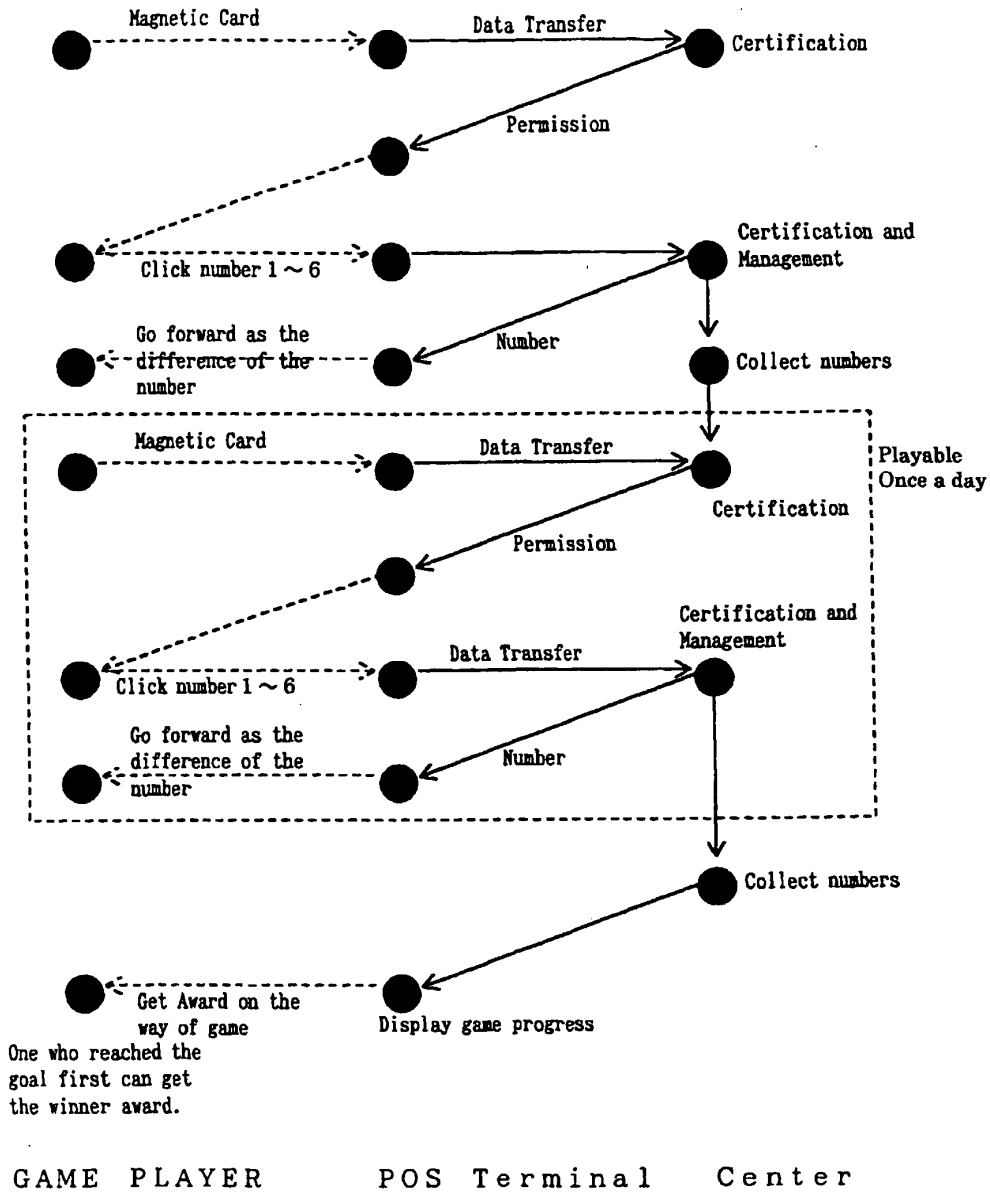 Magnetic Card
Data Transfer
Certification
Permission
Certification and
Management
Click number 1 ~ 6
Go forward as the
difference of the
number
Number
Collect numbers
Magnetic Card
Data Transfer
Playable
Once a day
Certification
Permission
Certification and
Management
Data Transfer
Click number 1 ~ 6
Go forward as the
difference of the
number
Number
Collect numbers
Get Award on the
way of game
Display game progress
One who reached the
goal first can get
the winner award.
GAME PLAYER
POS Terminal
Center